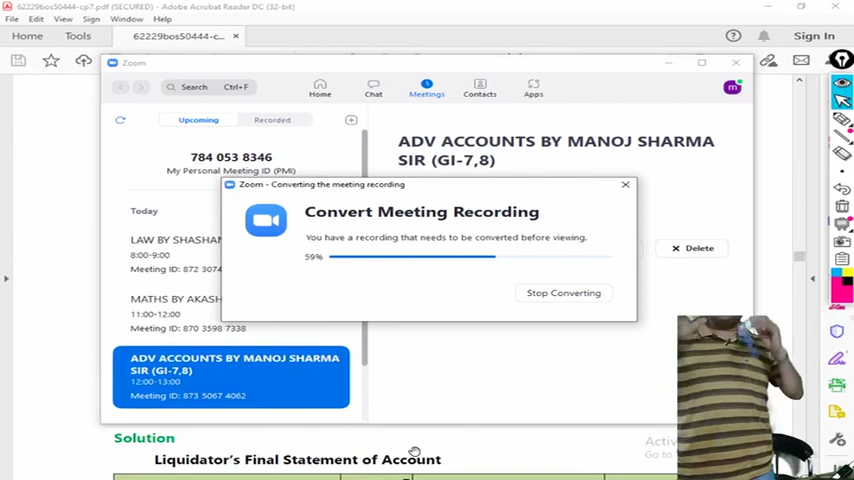 62229bos50444-cp7.pdf (SECURED) - Adobe Acrobat Reader DC (32-bit)
File Edit View Sign Window Help
Home Tools 62229bos50444-c... × Sign In
Zoom
Search Ctrl+F
Home Chat Meetings Contacts Apps
m
Upcoming Recorded
784 053 8346
My Personal Meeting ID (PMI)
Today
LAW BY SHASHAN
8:00-9:00
Meeting ID: 872 3074
MATHS BY AKASH
11:00-12:00
Meeting ID: 870 3598 7338
ADV ACCOUNTS BY MANOJ SHARMA
SIR (GI-7,8)
12:00-13:00
Meeting ID: 873 5067 4062
ADV ACCOUNTS BY MANOJ SHARMA
SIR (GI-7,8)
Delete
Zoom - Converting the meeting recording
Convert Meeting Recording
You have a recording that needs to be converted before viewing.
59%
Stop Converting
Solution
Liquidator's Final Statement of Account
Activ
Go to